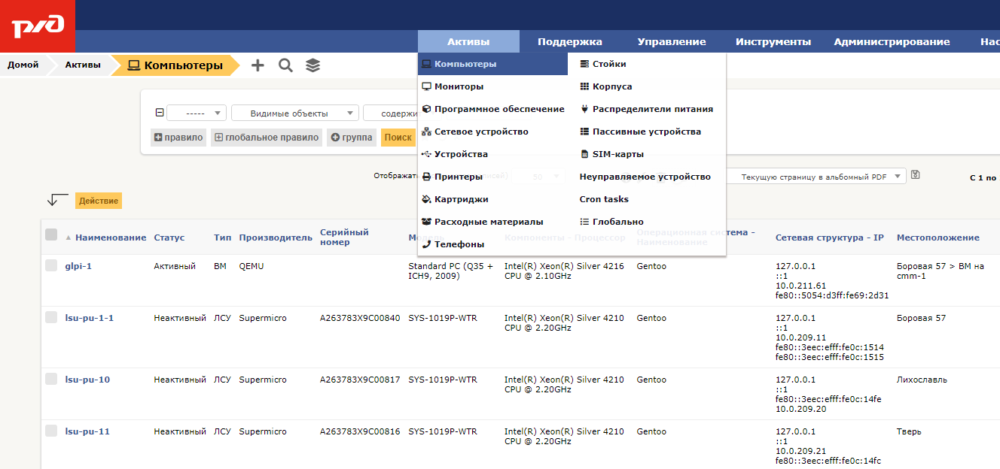 ржд
Активы Поддержка Управление Инструменты Администрирование Нас
Домой Активы Компьютеры
Компьютеры Стойки
Мониторы Корпуса
Программное обеспечение Распределители питания
Сетевое устройство Пассивные устройства
Устройства SIM-карты
Принтеры Неуправляемое устройство
Картриджи Cron tasks
Расходные материалы Глобально
Телефоны
----- Видимые объекты содержи
правило глобальное правило группа Поиск
Отображать писей) 50 Текущую страницу в альбомный PDF С 1 по
Действие
Наименование Статус Тип Производитель Серийный номер Модель Компоненты - Процессор Операционная система - Наименование Сетевая структура - IP Местоположение
glpi-1 Активный ВМ QEMU Standard PC (Q35 + Intel(R) Xeon(R) Silver 4216 Gentoo 127.0.0.1 Боровая 57 > ВМ на
ICH9, 2009) CPU @ 2.10GHz ::1 cmm-1
10.0.211.61
fe80::5054:d3ff:fe69:2d31
lsu-pu-1-1 Неактивный ЛСУ Supermicro A263783X9C00840 SYS-1019P-WTR Intel(R) Xeon(R) Silver 4210 Gentoo 127.0.0.1 Боровая 57
CPU @ 2.20GHz ::1
10.0.209.11
fe80::3eec:efff:fe0c:1514
fe80::3eec:efff:fe0c:1515
lsu-pu-10 Неактивный ЛСУ Supermicro A263783X9C00817 SYS-1019P-WTR Intel(R) Xeon(R) Silver 4210 Gentoo 127.0.0.1 Лихославль
CPU @ 2.20GHz ::1
fe80::3eec:efff:fe0c:14fe
10.0.209.20
lsu-pu-11 Неактивный ЛСУ Supermicro A263783X9C00816 SYS-1019P-WTR Intel(R) Xeon(R) Silver 4210 Gentoo 127.0.0.1 Тверь
CPU @ 2.20GHz ::1
10.0.209.21
fe80::3eec:efff:fe0c:14fc